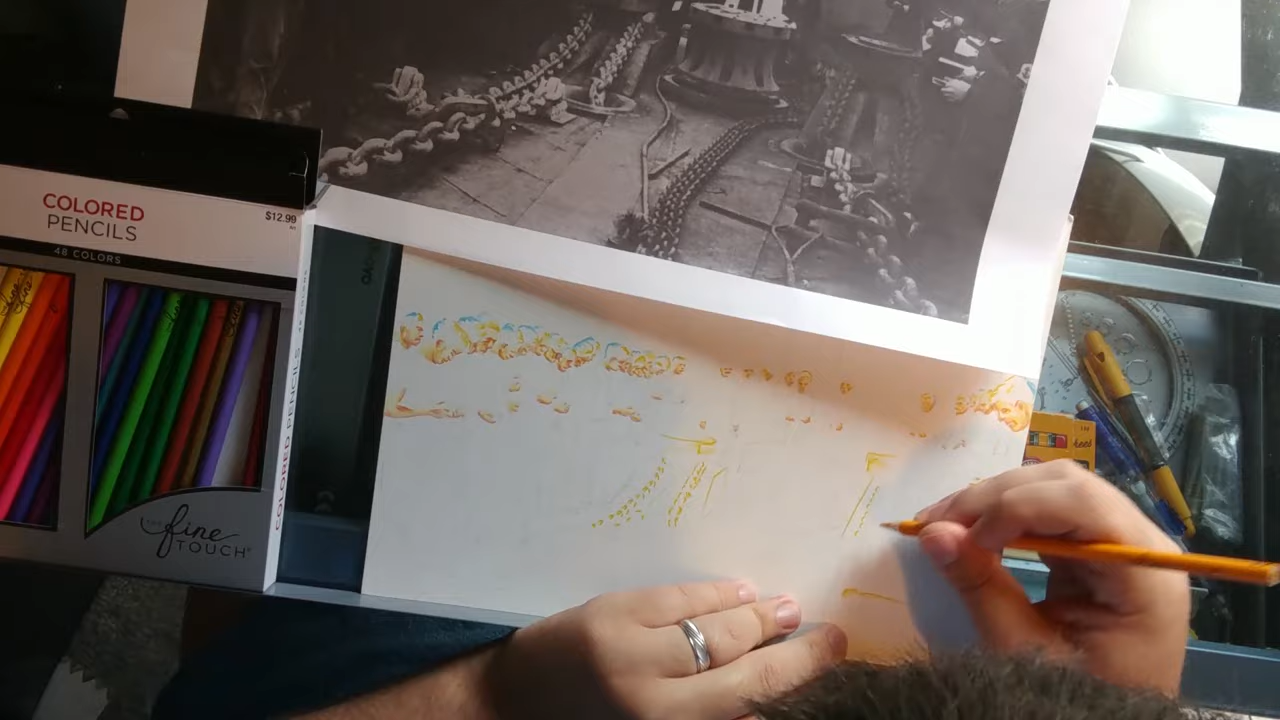 COLORED
PENCILS
$12.99
48 COLORS
THE fine
TOUCH
COLORED PENCILS